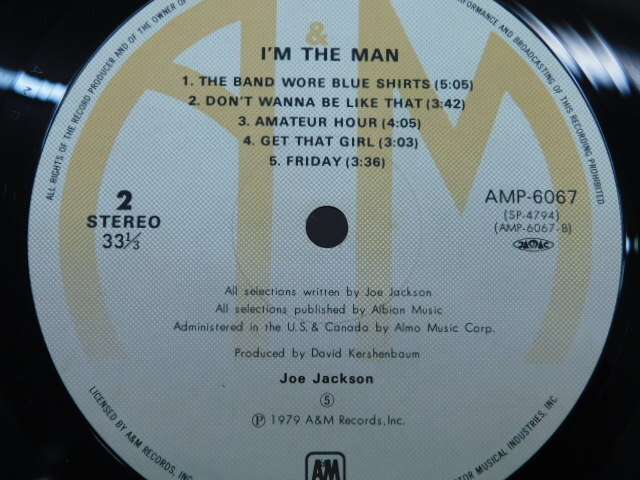 ALL RIGHTS OF THE RECORD PRODUCER AND OF THE OWNER OF
PERFORMANCE AND BROADCASTING OF THIS RECORDING PROHIBITED
&
I'M THE MAN
1. THE BAND WORE BLUE SHIRTS (5:05)
2. DON'T WANNA BE LIKE THAT (3:42)
3. AMATEUR HOUR (4:05)
4. GET THAT GIRL (3:03)
5. FRIDAY (3:36)
2
STEREO
33⅓
AMP-6067
(SP-4794)
(AMP-6067-B)
All selections written by Joe Jackson
All selections published by Albion Music
Administered in the U.S. & Canada by Almo Music Corp.
Produced by David Kershenbaum
Joe Jackson
⑤
Ⓟ 1979 A&M Records, Inc.
LICENSED BY A&M RECORDS, INC.
MUSICAL INDUSTRIES, INC.
A&M